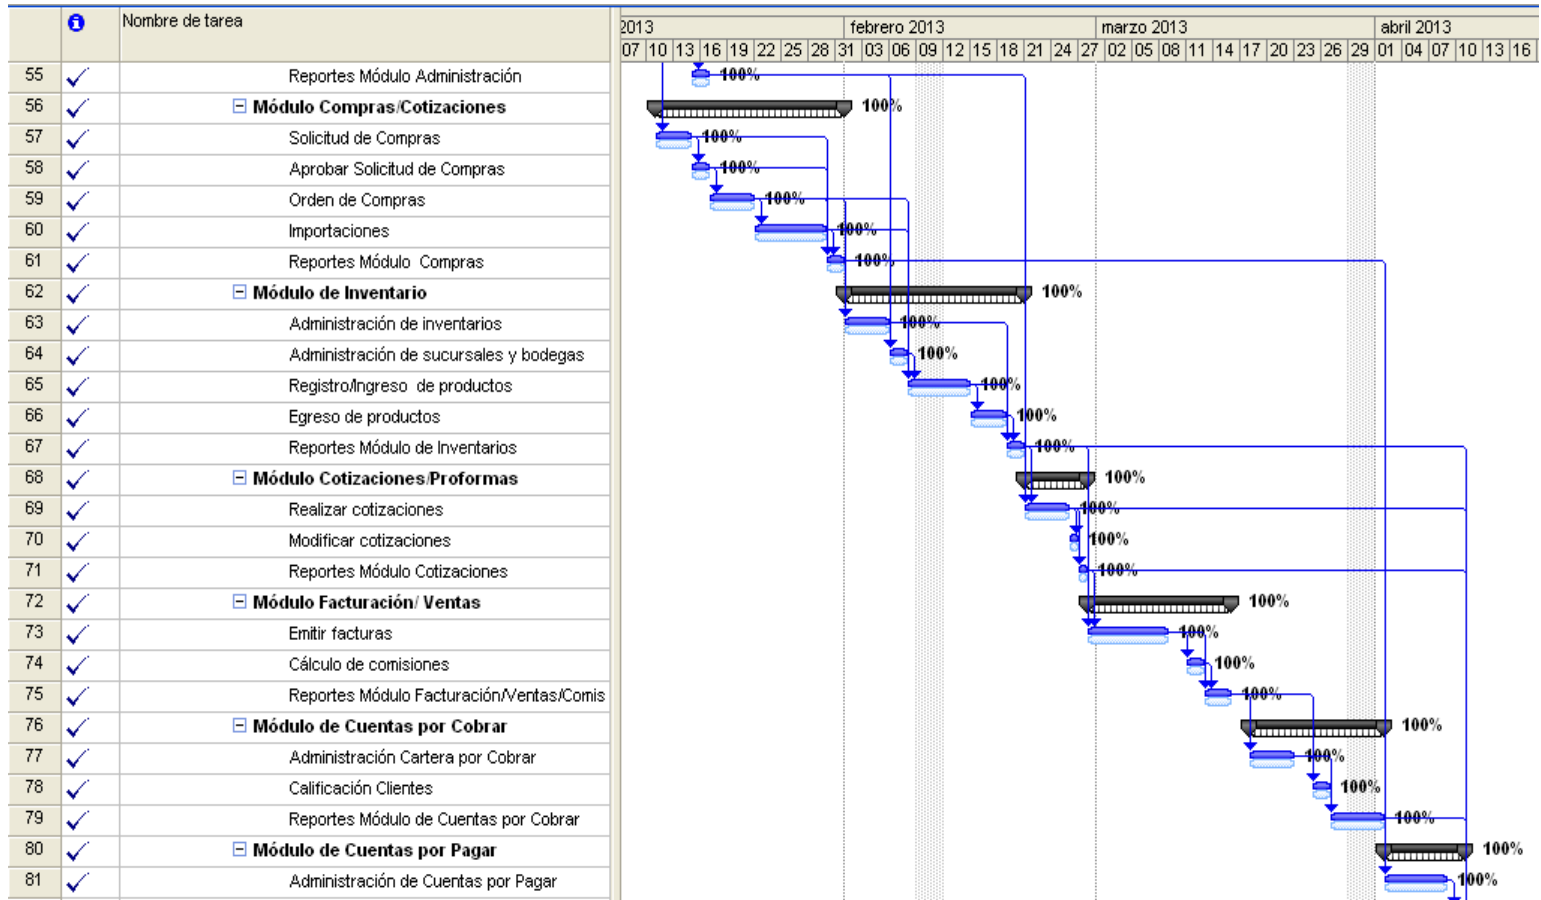 Nombre de tarea
2013 febrero 2013 marzo 2013 abril 2013
07 10 13 16 19 22 25 28 31 03 06 09 12 15 18 21 24 27 02 05 08 11 14 17 20 23 26 29 01 04 07 10 13 16
55 Reportes Módulo Administración 100%
56 Módulo Compras/Cotizaciones 100%
57 Solicitud de Compras 100%
58 Aprobar Solicitud de Compras 100%
59 Orden de Compras 100%
60 Importaciones 100%
61 Reportes Módulo Compras 100%
62 Módulo de Inventario 100%
63 Administración de inventarios 100%
64 Administración de sucursales y bodegas 100%
65 Registro/Ingreso de productos 100%
66 Egreso de productos 100%
67 Reportes Módulo de Inventarios 100%
68 Módulo Cotizaciones/Proformas 100%
69 Realizar cotizaciones 100%
70 Modificar cotizaciones 100%
71 Reportes Módulo Cotizaciones 100%
72 Módulo Facturación/ Ventas 100%
73 Emitir facturas 100%
74 Cálculo de comisiones 100%
75 Reportes Módulo Facturación/Ventas/Comis 100%
76 Módulo de Cuentas por Cobrar 100%
77 Administración Cartera por Cobrar 100%
78 Calificación Clientes 100%
79 Reportes Módulo de Cuentas por Cobrar 100%
80 Módulo de Cuentas por Pagar 100%
81 Administración de Cuentas por Pagar 100%